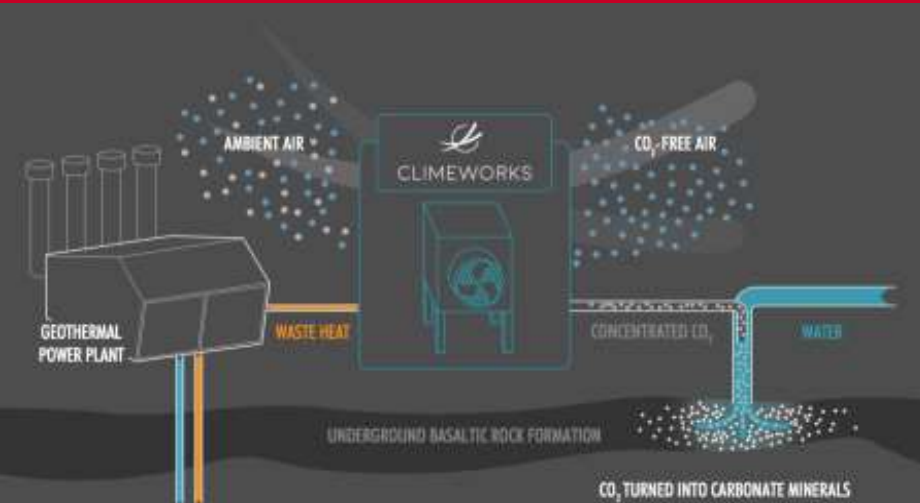 AMBIENT AIR
CLIMEWORKS
CO₂-FREE AIR
GEOTHERMAL
POWER PLANT
WASTE HEAT
CONCENTRATED CO₂
WATER
UNDERGROUND BASALTIC ROCK FORMATION
CO₂ TURNED INTO CARBONATE MINERALS